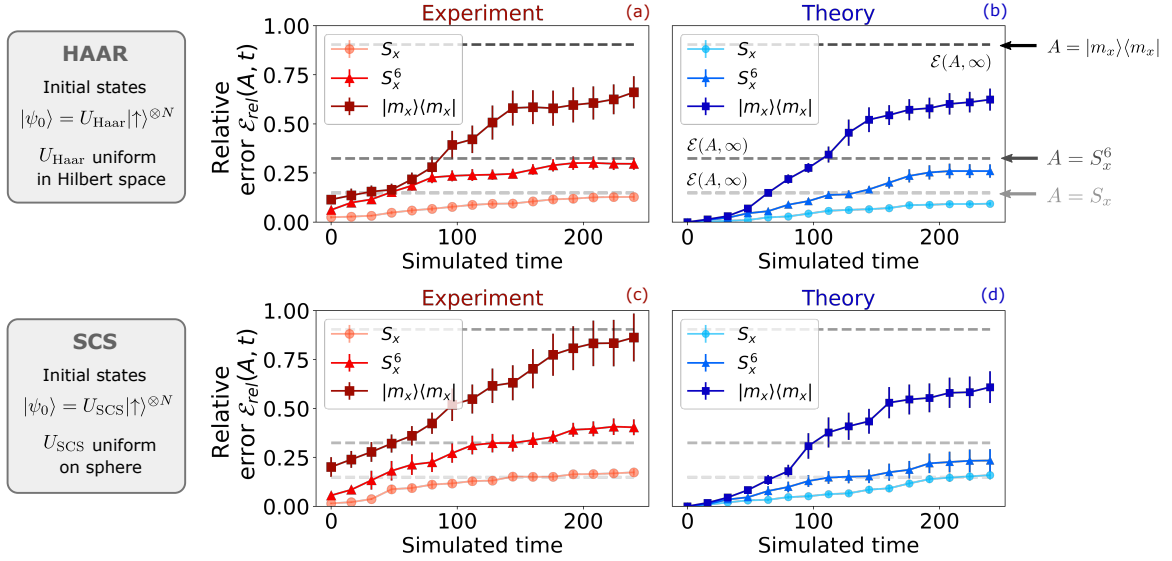 Experiment
(a)
Theory
(b)
HAAR
Initial states
|ψ₀⟩ = U_Haar|↑⟩^⊗N
U_Haar uniform
in Hilbert space
Relative
error ℰ_rel(A, t)
1.00
0.75
0.50
0.25
0.00
S_x
S_x^6
|m_x⟩⟨m_x|
0
100
200
Simulated time
S_x
S_x^6
|m_x⟩⟨m_x|
ℰ(A, ∞)
ℰ(A, ∞)
ℰ(A, ∞)
0
100
200
Simulated time
A = |m_x⟩⟨m_x|
A = S_x^6
A = S_x
Experiment
(c)
Theory
(d)
SCS
Initial states
|ψ₀⟩ = U_SCS|↑⟩^⊗N
U_SCS uniform
on sphere
Relative
error ℰ_rel(A, t)
1.00
0.75
0.50
0.25
0.00
S_x
S_x^6
|m_x⟩⟨m_x|
0
100
200
Simulated time
S_x
S_x^6
|m_x⟩⟨m_x|
0
100
200
Simulated time